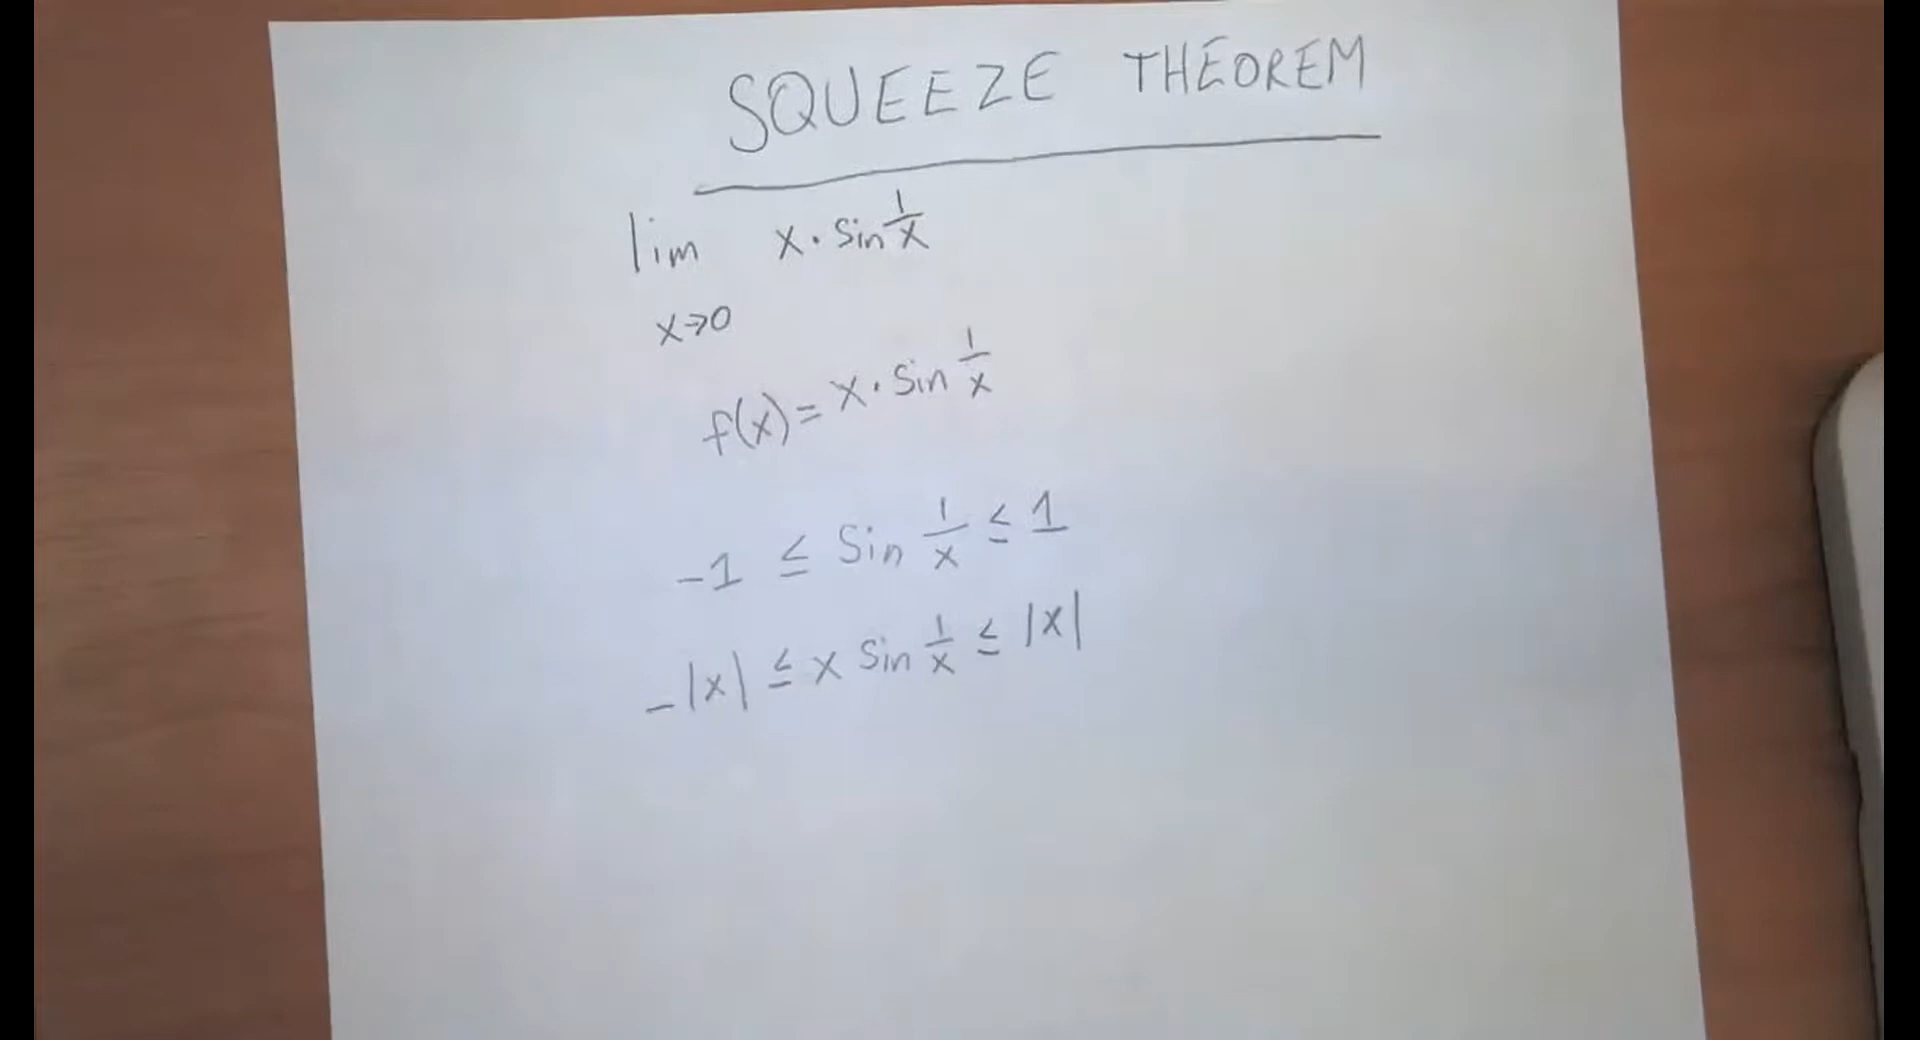 SQUEEZE THEOREM
lim x→0 x · sin 1/x
f(x) = x · sin 1/x
-1 ≤ sin 1/x ≤ 1
-|x| ≤ x sin 1/x ≤ |x|